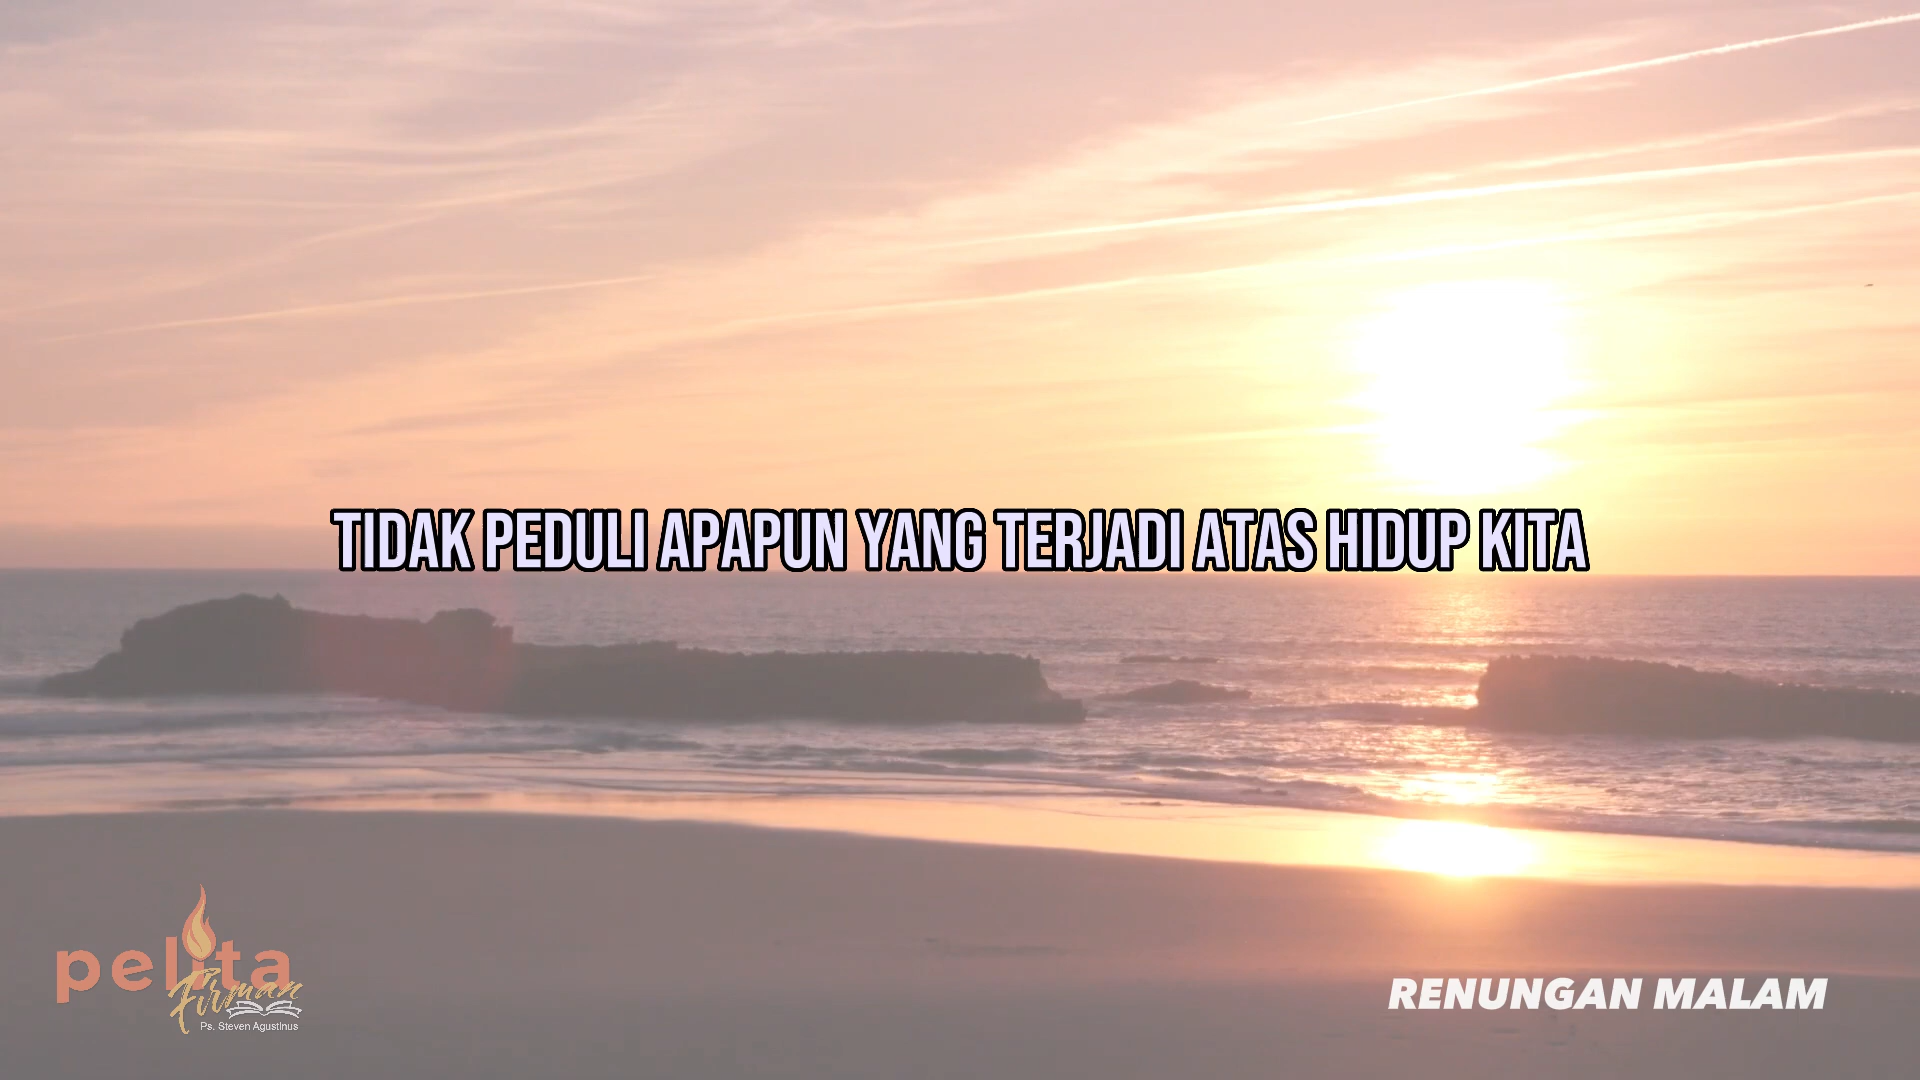 TIDAK PEDULI APAPUN YANG TERJADI ATAS HIDUP KITA
pelita
Firman
Ps. Steven Agustinus
RENUNGAN MALAM